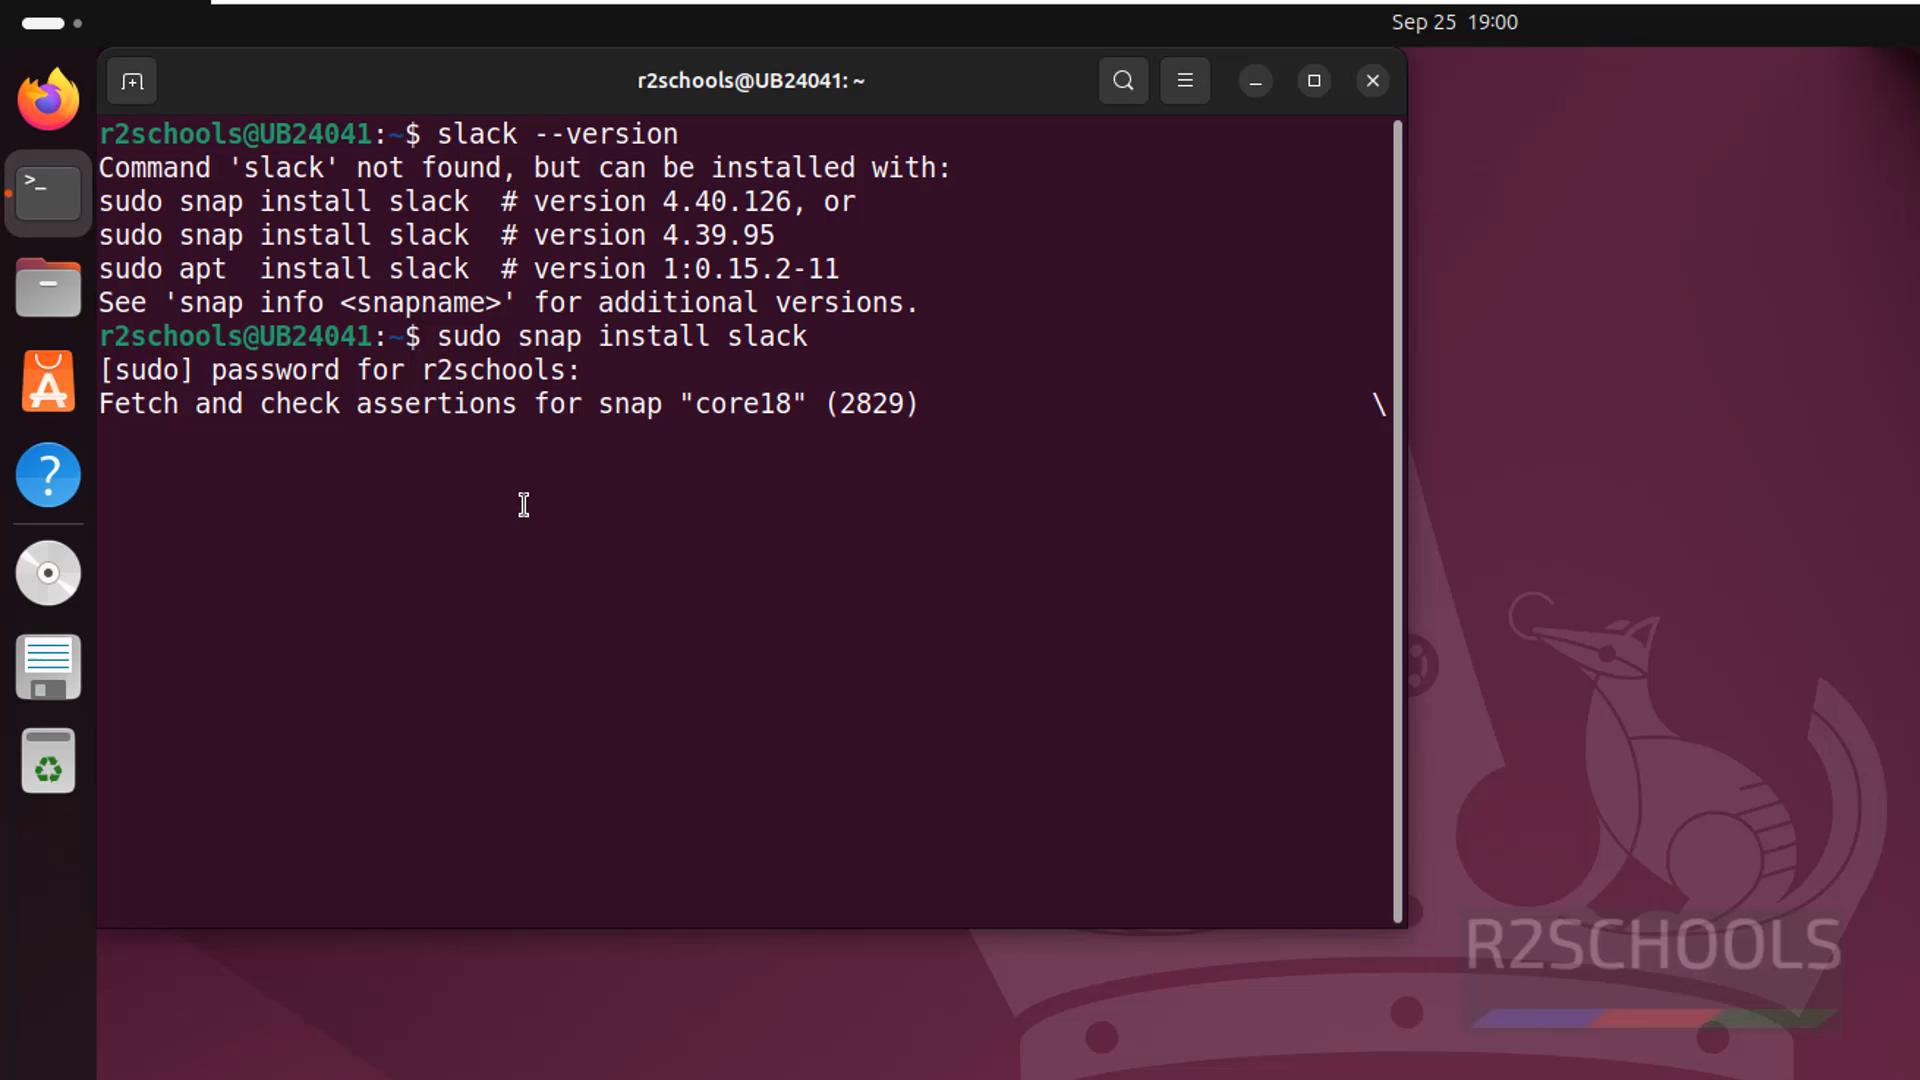 Sep 25 19:00
r2schools@UB24041: ~
r2schools@UB24041:~$ slack --version
Command 'slack' not found, but can be installed with:
sudo snap install slack  # version 4.40.126, or
sudo snap install slack  # version 4.39.95
sudo apt  install slack  # version 1:0.15.2-11
See 'snap info <snapname>' for additional versions.
r2schools@UB24041:~$ sudo snap install slack
[sudo] password for r2schools:
Fetch and check assertions for snap "core18" (2829) \
R2SCHOOLS